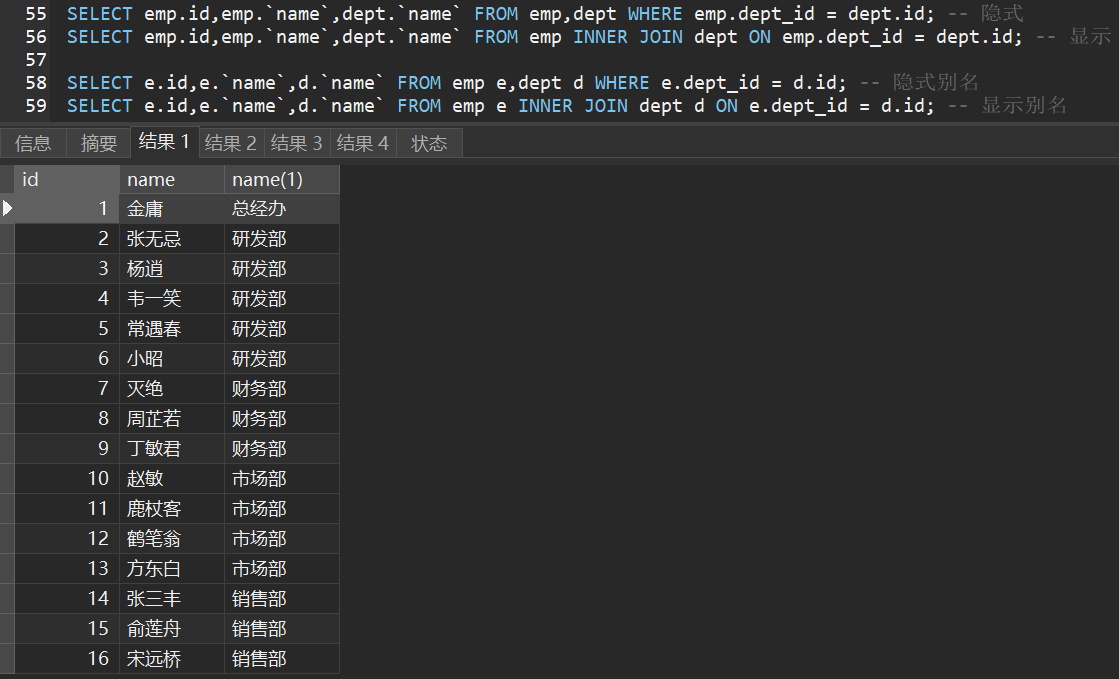 55 SELECT emp.id,emp.`name`,dept.`name` FROM emp,dept WHERE emp.dept_id = dept.id; -- 隐式
56 SELECT emp.id,emp.`name`,dept.`name` FROM emp INNER JOIN dept ON emp.dept_id = dept.id; -- 显示
57
58 SELECT e.id,e.`name`,d.`name` FROM emp e,dept d WHERE e.dept_id = d.id; -- 隐式别名
59 SELECT e.id,e.`name`,d.`name` FROM emp e INNER JOIN dept d ON e.dept_id = d.id; -- 显示别名
信息 摘要 结果 1 结果 2 结果 3 结果 4 状态
id name name(1)
1 金庸 总经办
2 张无忌 研发部
3 杨逍 研发部
4 韦一笑 研发部
5 常遇春 研发部
6 小昭 研发部
7 灭绝 财务部
8 周芷若 财务部
9 丁敏君 财务部
10 赵敏 市场部
11 鹿杖客 市场部
12 鹤笔翁 市场部
13 方东白 市场部
14 张三丰 销售部
15 俞莲舟 销售部
16 宋远桥 销售部